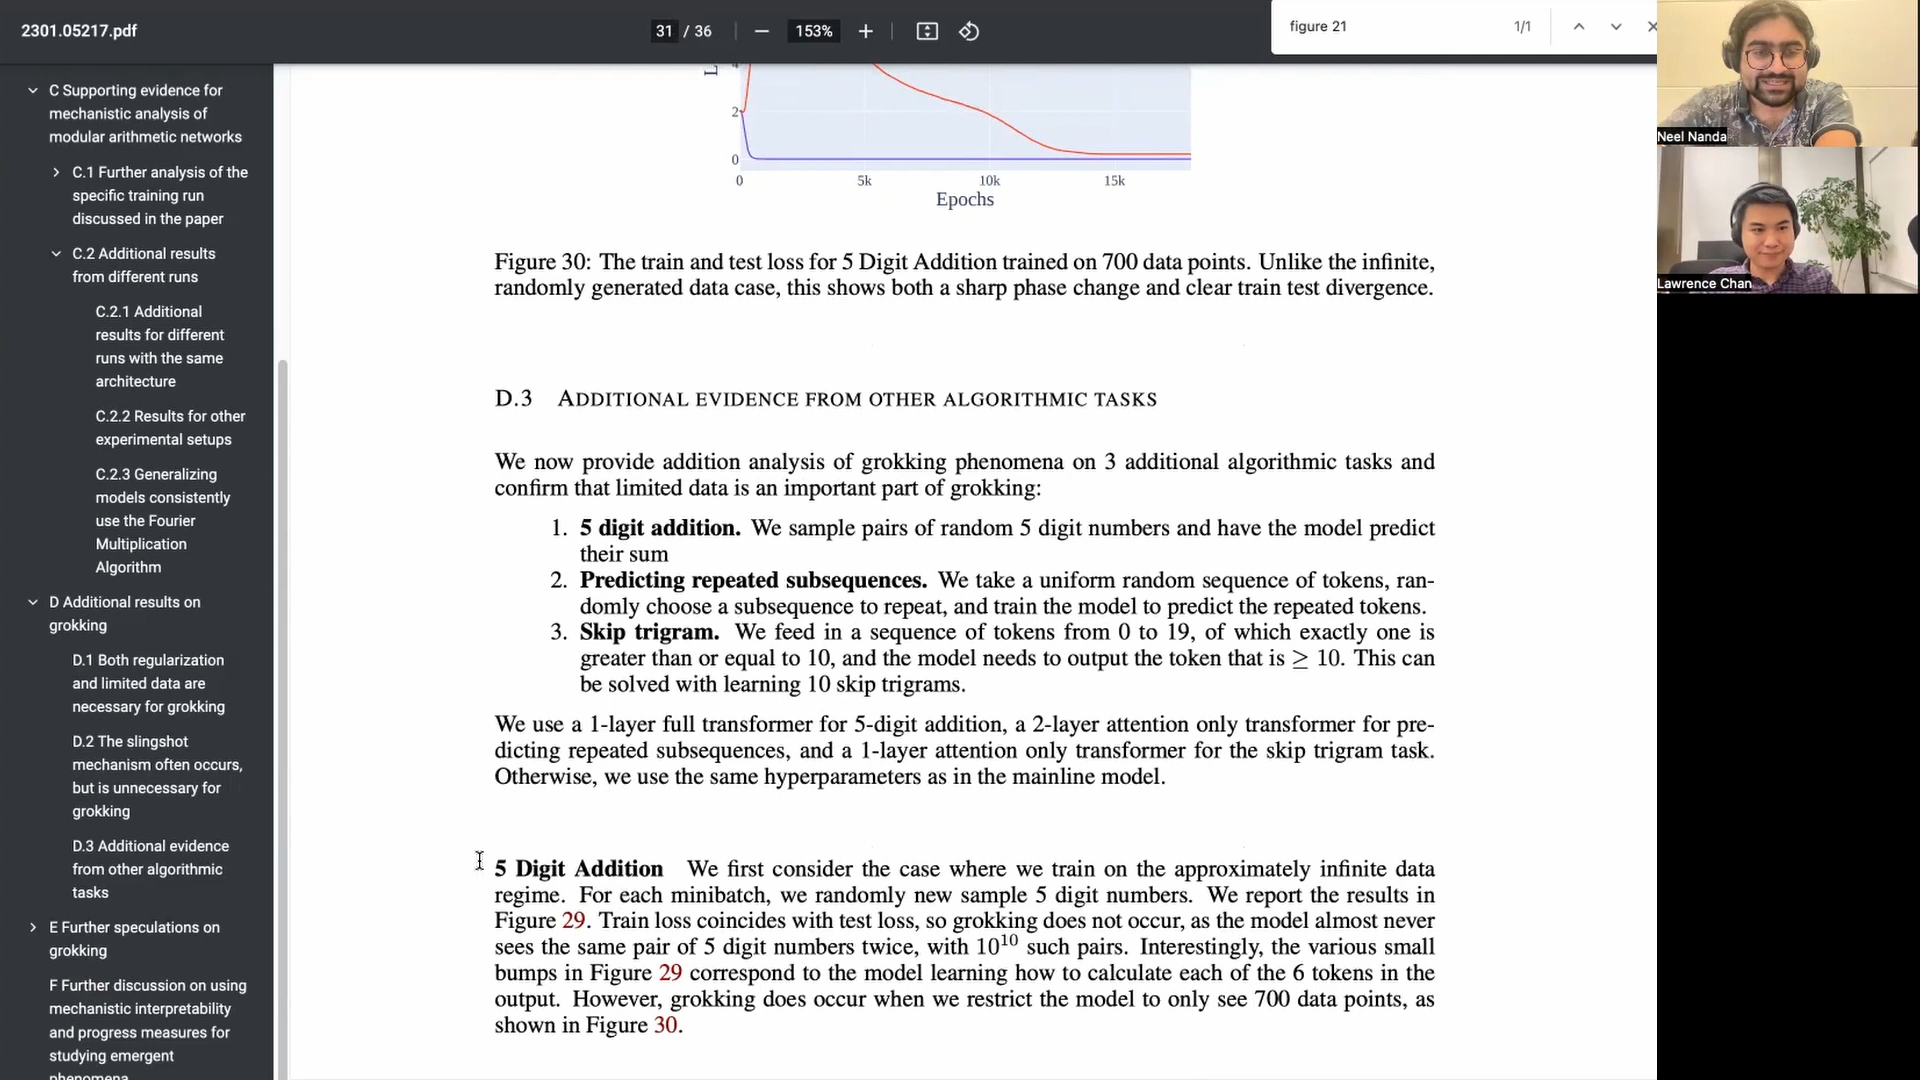 2301.05217.pdf
31 / 36
153%
figure 21
1/1
C Supporting evidence for
mechanistic analysis of
modular arithmetic networks
C.1 Further analysis of the
specific training run
discussed in the paper
C.2 Additional results
from different runs
C.2.1 Additional
results for different
runs with the same
architecture
C.2.2 Results for other
experimental setups
C.2.3 Generalizing
models consistently
use the Fourier
Multiplication
Algorithm
D Additional results on
grokking
D.1 Both regularization
and limited data are
necessary for grokking
D.2 The slingshot
mechanism often occurs,
but is unnecessary for
grokking
D.3 Additional evidence
from other algorithmic
tasks
E Further speculations on
grokking
F Further discussion on using
mechanistic interpretability
and progress measures for
studying emergent
phenomena
4
2
0
0
5k
10k
15k
Epochs
Figure 30: The train and test loss for 5 Digit Addition trained on 700 data points. Unlike the infinite,
randomly generated data case, this shows both a sharp phase change and clear train test divergence.
D.3 ADDITIONAL EVIDENCE FROM OTHER ALGORITHMIC TASKS
We now provide addition analysis of grokking phenomena on 3 additional algorithmic tasks and
confirm that limited data is an important part of grokking:
1. 5 digit addition. We sample pairs of random 5 digit numbers and have the model predict
their sum
2. Predicting repeated subsequences. We take a uniform random sequence of tokens, ran-
domly choose a subsequence to repeat, and train the model to predict the repeated tokens.
3. Skip trigram. We feed in a sequence of tokens from 0 to 19, of which exactly one is
greater than or equal to 10, and the model needs to output the token that is ≥ 10. This can
be solved with learning 10 skip trigrams.
We use a 1-layer full transformer for 5-digit addition, a 2-layer attention only transformer for pre-
dicting repeated subsequences, and a 1-layer attention only transformer for the skip trigram task.
Otherwise, we use the same hyperparameters as in the mainline model.
5 Digit Addition We first consider the case where we train on the approximately infinite data
regime. For each minibatch, we randomly new sample 5 digit numbers. We report the results in
Figure 29. Train loss coincides with test loss, so grokking does not occur, as the model almost never
sees the same pair of 5 digit numbers twice, with 10¹⁰ such pairs. Interestingly, the various small
bumps in Figure 29 correspond to the model learning how to calculate each of the 6 tokens in the
output. However, grokking does occur when we restrict the model to only see 700 data points, as
shown in Figure 30.
Neel Nanda
Lawrence Chan